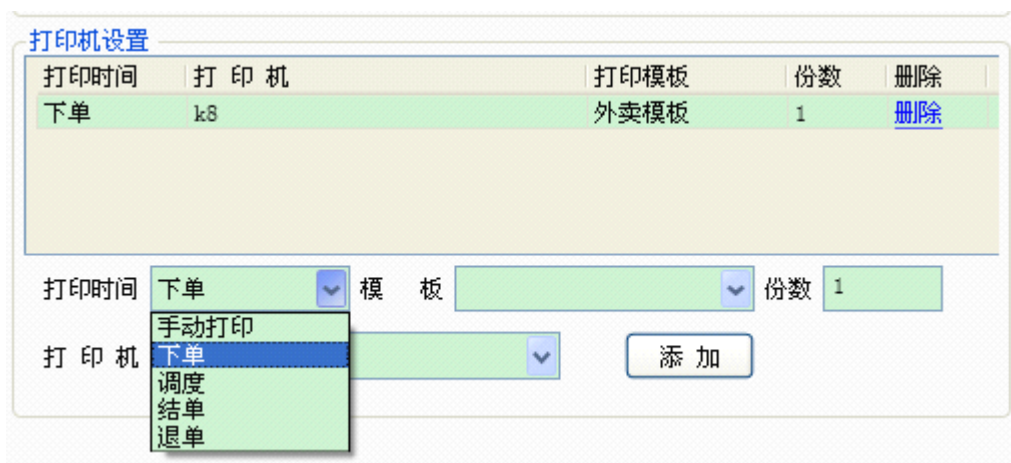 打印机设置
打印时间 打 印 机 打印模板 份数 删除
下单 k8 外卖模板 1 删除
打印时间 下单 模 板 份数 1
手动打印
打 印 机 下单 添 加
调度
结单
退单